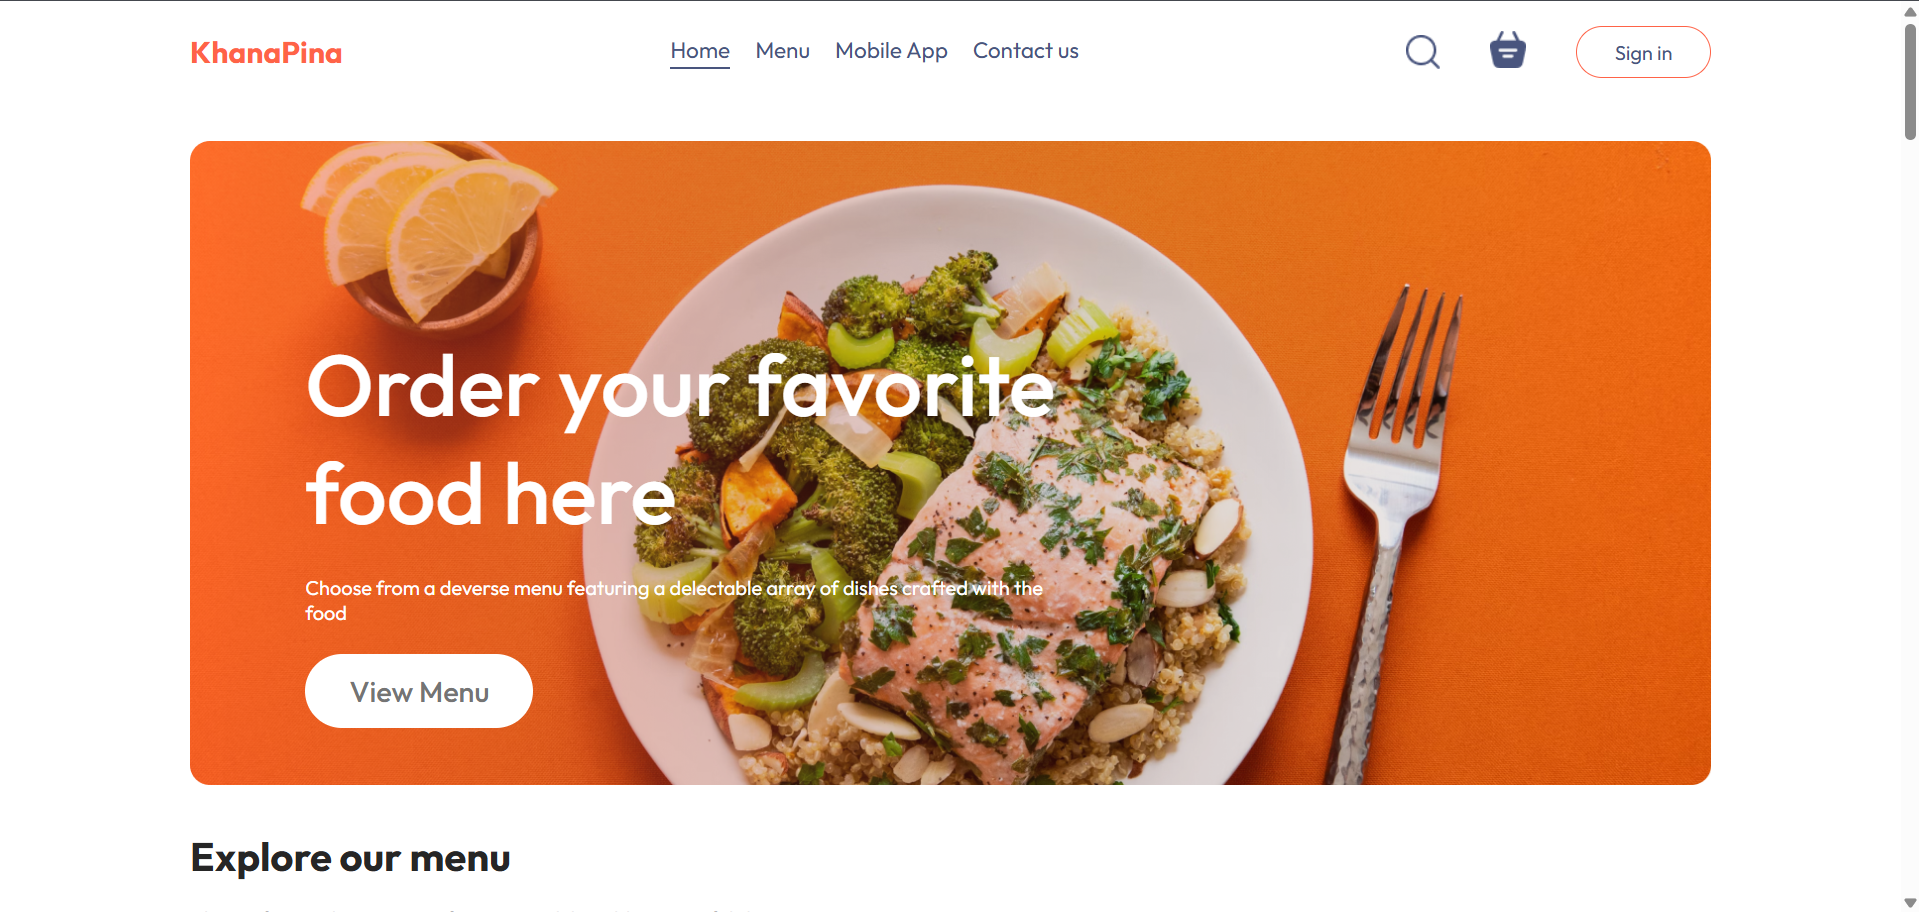 KhanaPina
Home Menu Mobile App Contact us
Sign in
Order your favorite
food here
Choose from a deverse menu featuring a delectable array of dishes crafted with the
food
View Menu
Explore our menu